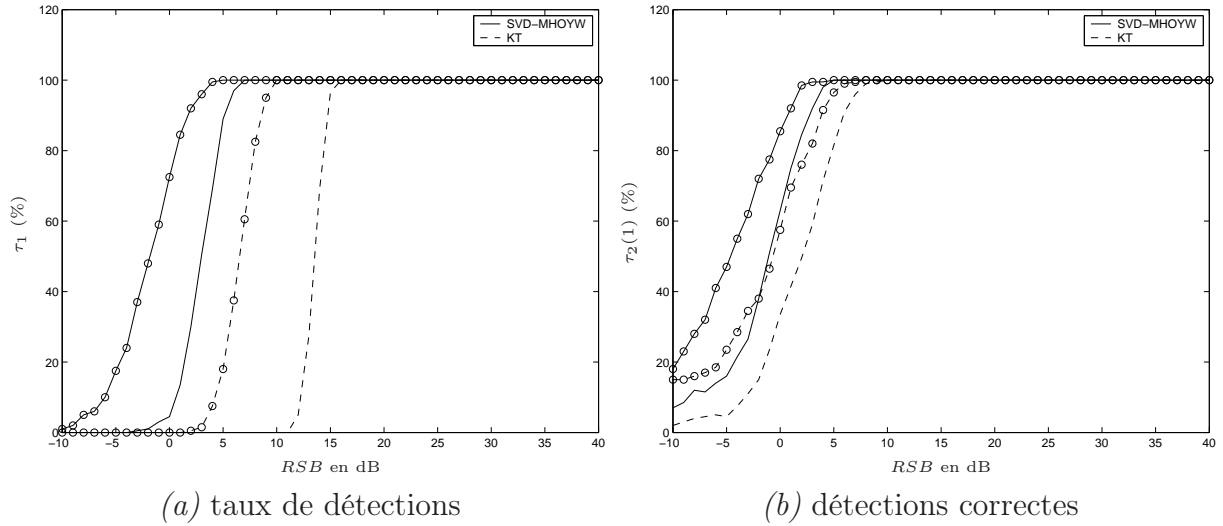 120
100
80
60
40
20
0
τ₁ (%)
SVD−MHOYW
KT
−10 −5 0 5 10 15 20 25 30 35 40
RSB en dB
(a) taux de détections
120
100
80
60
40
20
0
τ₂(1) (%)
SVD−MHOYW
KT
−10 −5 0 5 10 15 20 25 30 35 40
RSB en dB
(b) détections correctes